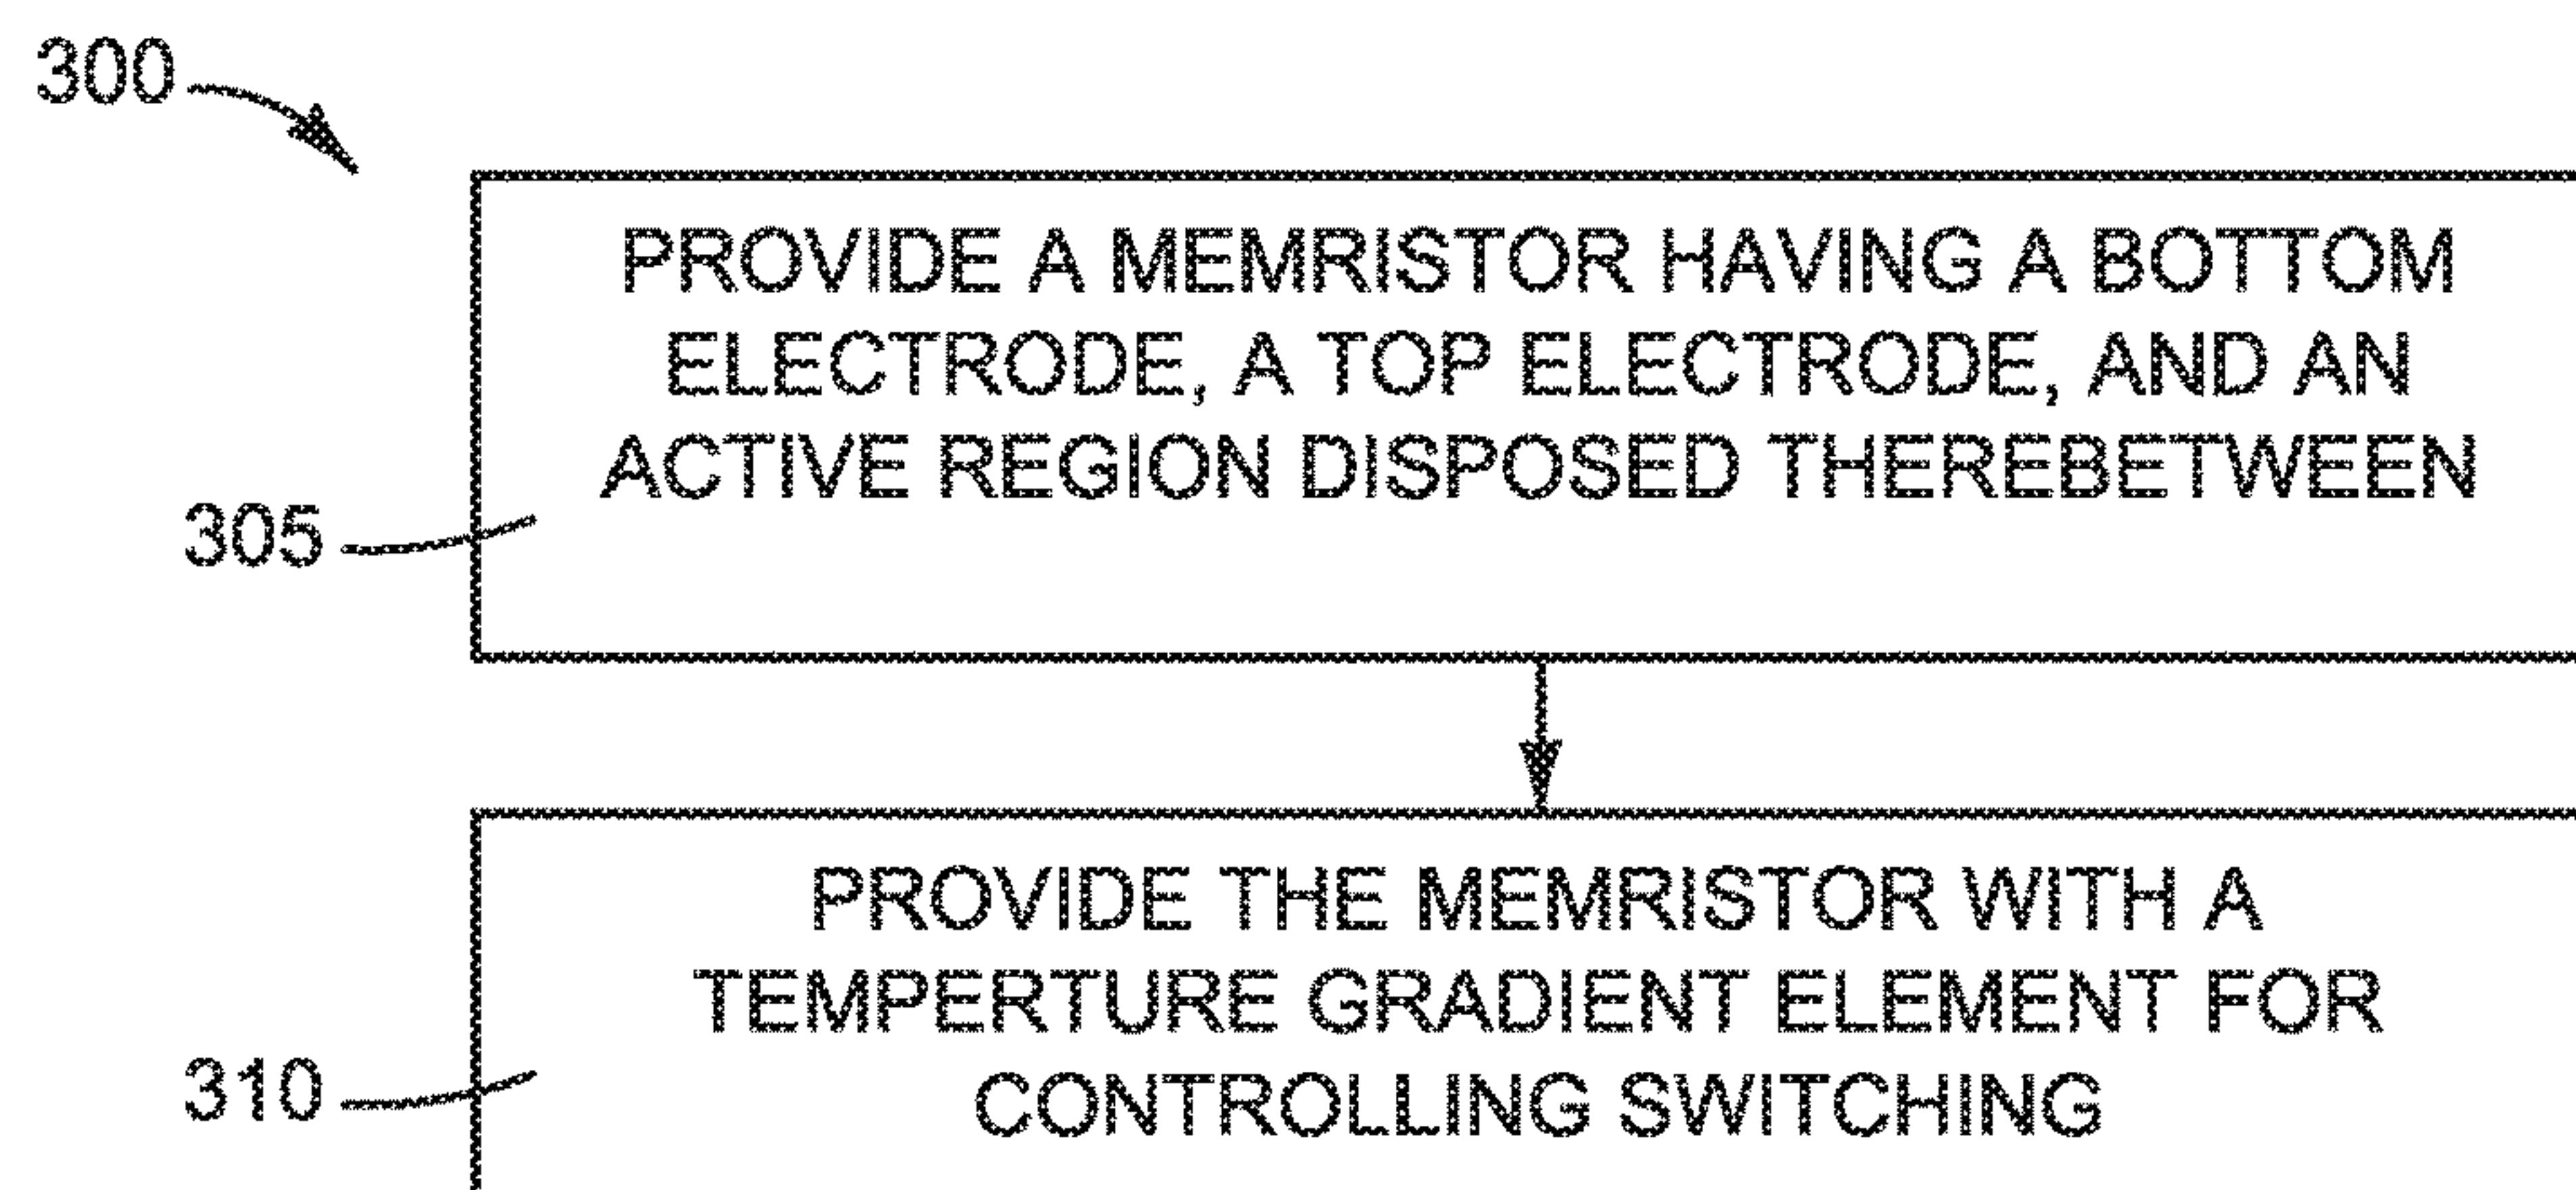 300
PROVIDE A MEMRISTOR HAVING A BOTTOM
ELECTRODE, A TOP ELECTRODE, AND AN
ACTIVE REGION DISPOSED THEREBETWEEN
305
PROVIDE THE MEMRISTOR WITH A
TEMPERTURE GRADIENT ELEMENT FOR
CONTROLLING SWITCHING
310